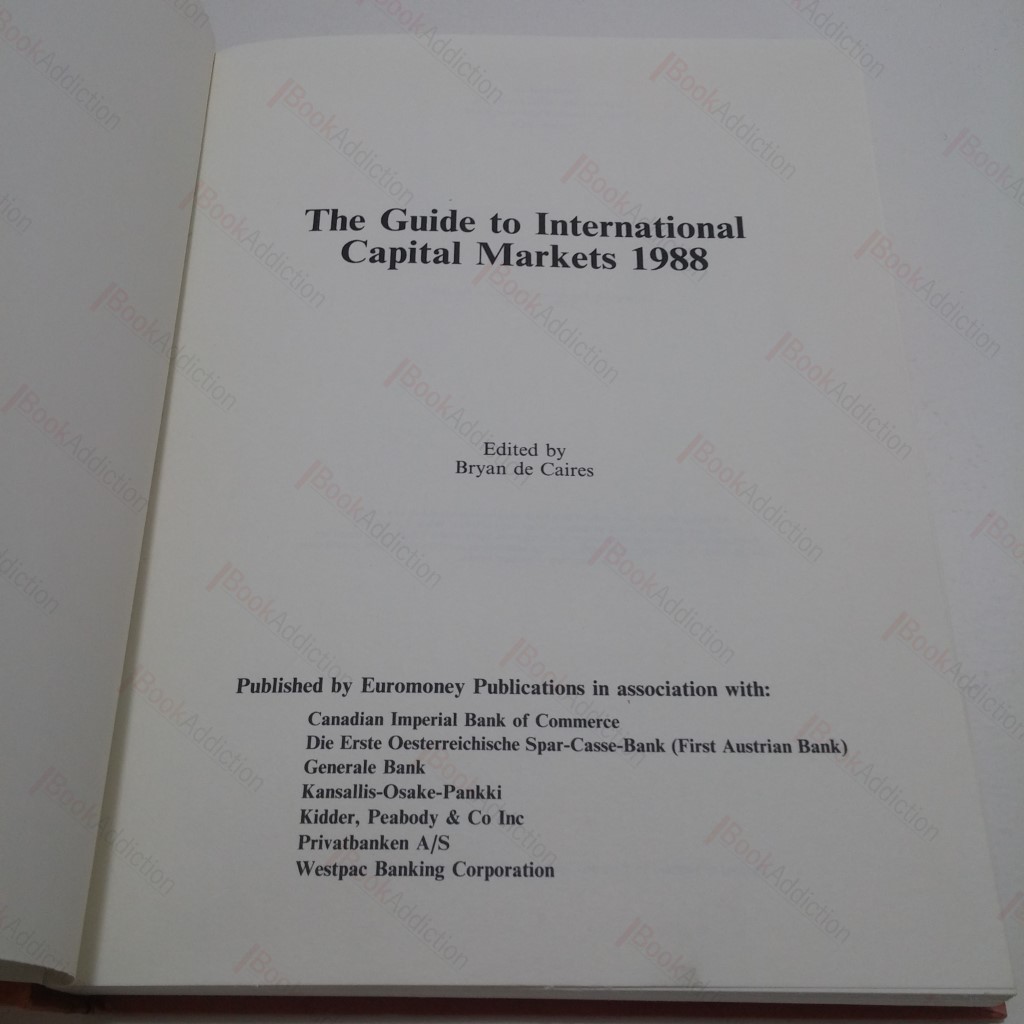 The Guide to International
Capital Markets 1988
Edited by
Bryan de Caires
Published by Euromoney Publications in association with:
Canadian Imperial Bank of Commerce
Die Erste Oesterreichische Spar-Casse-Bank (First Austrian Bank)
Generale Bank
Kansallis-Osake-Pankki
Kidder, Peabody & Co Inc
Privatbanken A/S
Westpac Banking Corporation
BookAddiction